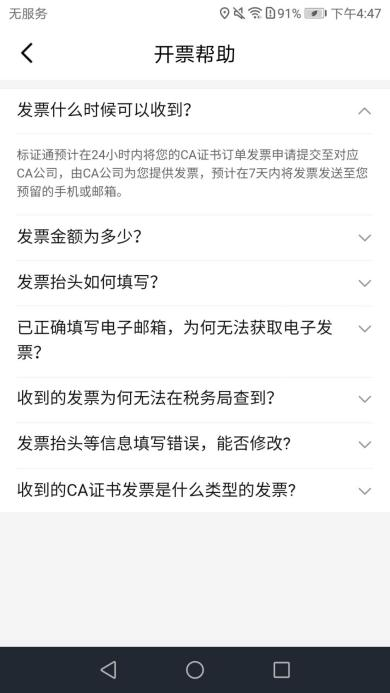 无服务
91%
下午4:47
开票帮助
发票什么时候可以收到？
标证通预计在24小时内将您的CA证书订单发票申请提交至对应
CA公司，由CA公司为您提供发票，预计在7天内将发票发送至您
预留的手机或邮箱。
发票金额为多少？
发票抬头如何填写？
已正确填写电子邮箱，为何无法获取电子发
票？
收到的发票为何无法在税务局查到？
发票抬头等信息填写错误，能否修改?
收到的CA证书发票是什么类型的发票?